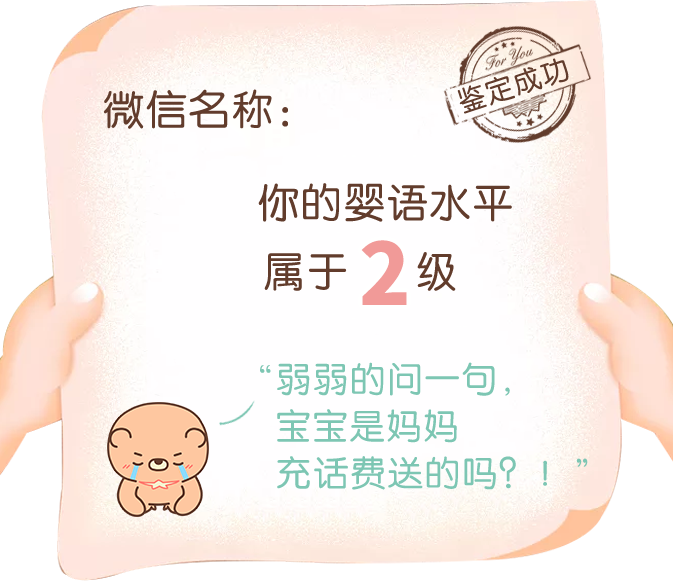 For You
鉴定成功
微信名称：
你的婴语水平
属于2级
“弱弱的问一句，
宝宝是妈妈
充话费送的吗？！”